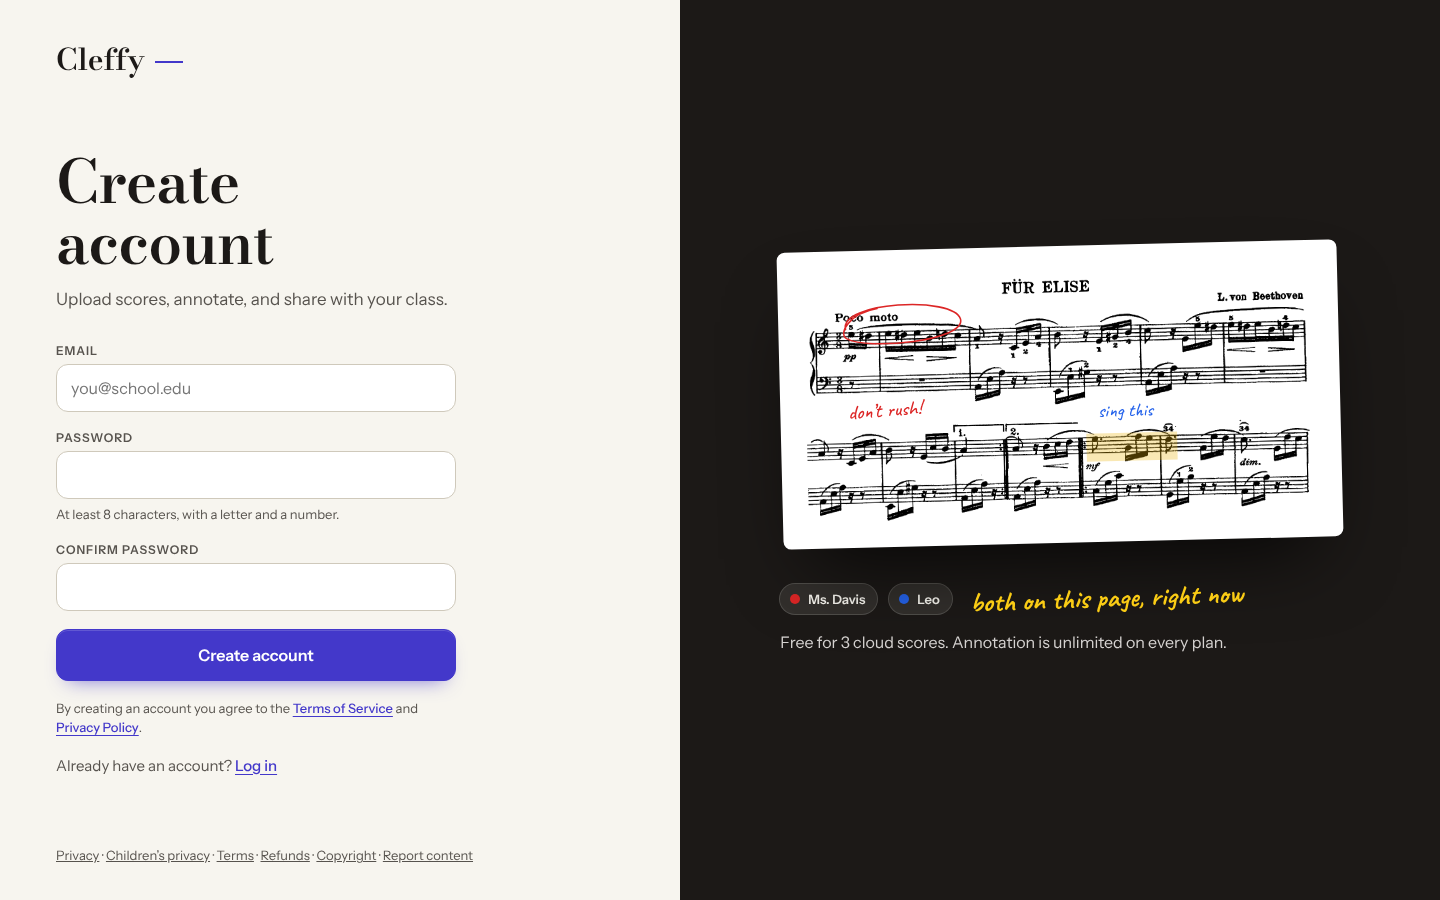 Cleffy
Create
account
Upload scores, annotate, and share with your class.
EMAIL
you@school.edu
PASSWORD
At least 8 characters, with a letter and a number.
CONFIRM PASSWORD
Create account
By creating an account you agree to the Terms of Service and
Privacy Policy.
Already have an account? Log in
Privacy · Children's privacy · Terms · Refunds · Copyright · Report content
FÜR ELISE
L. von Beethoven
Poco moto
pp
don't rush!
sing this
1.
2.
mf
dim.
Ms. Davis
Leo
both on this page, right now
Free for 3 cloud scores. Annotation is unlimited on every plan.